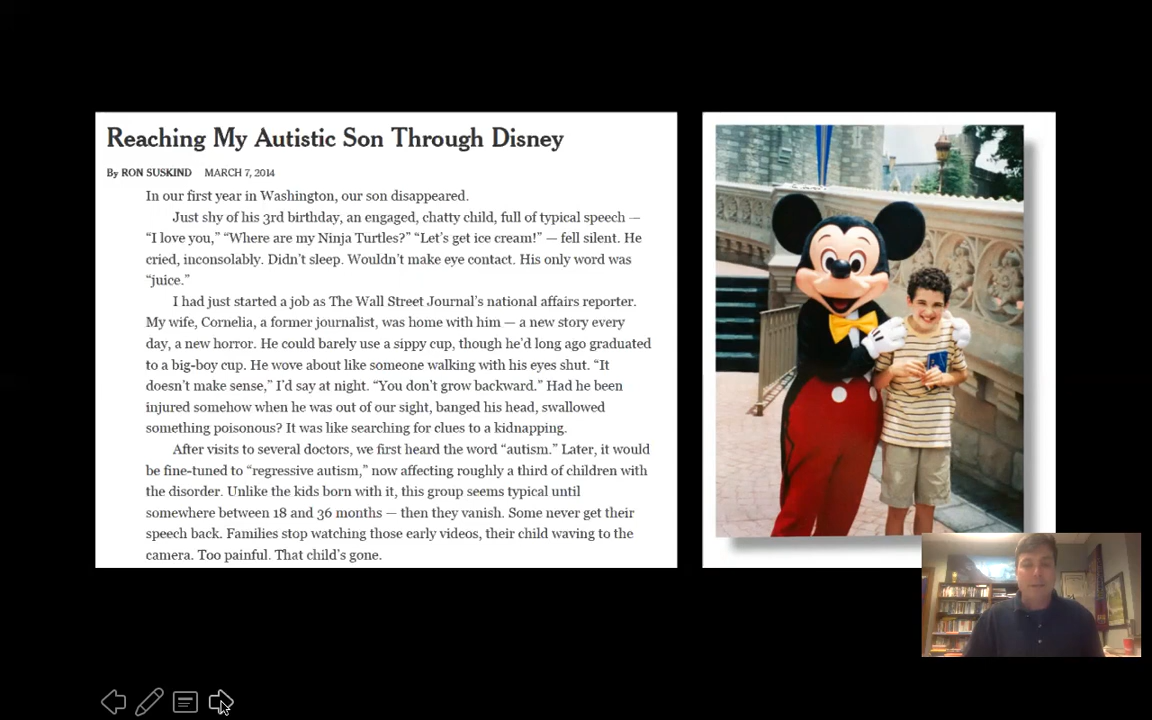 Reaching My Autistic Son Through Disney
By RON SUSKIND MARCH 7, 2014
In our first year in Washington, our son disappeared.
Just shy of his 3rd birthday, an engaged, chatty child, full of typical speech —
“I love you,” “Where are my Ninja Turtles?” “Let’s get ice cream!” — fell silent. He
cried, inconsolably. Didn’t sleep. Wouldn’t make eye contact. His only word was
“juice.”
I had just started a job as The Wall Street Journal’s national affairs reporter.
My wife, Cornelia, a former journalist, was home with him — a new story every
day, a new horror. He could barely use a sippy cup, though he’d long ago graduated
to a big-boy cup. He wove about like someone walking with his eyes shut. “It
doesn’t make sense,” I’d say at night. “You don’t grow backward.” Had he been
injured somehow when he was out of our sight, banged his head, swallowed
something poisonous? It was like searching for clues to a kidnapping.
After visits to several doctors, we first heard the word “autism.” Later, it would
be fine-tuned to “regressive autism,” now affecting roughly a third of children with
the disorder. Unlike the kids born with it, this group seems typical until
somewhere between 18 and 36 months — then they vanish. Some never get their
speech back. Families stop watching those early videos, their child waving to the
camera. Too painful. That child’s gone.